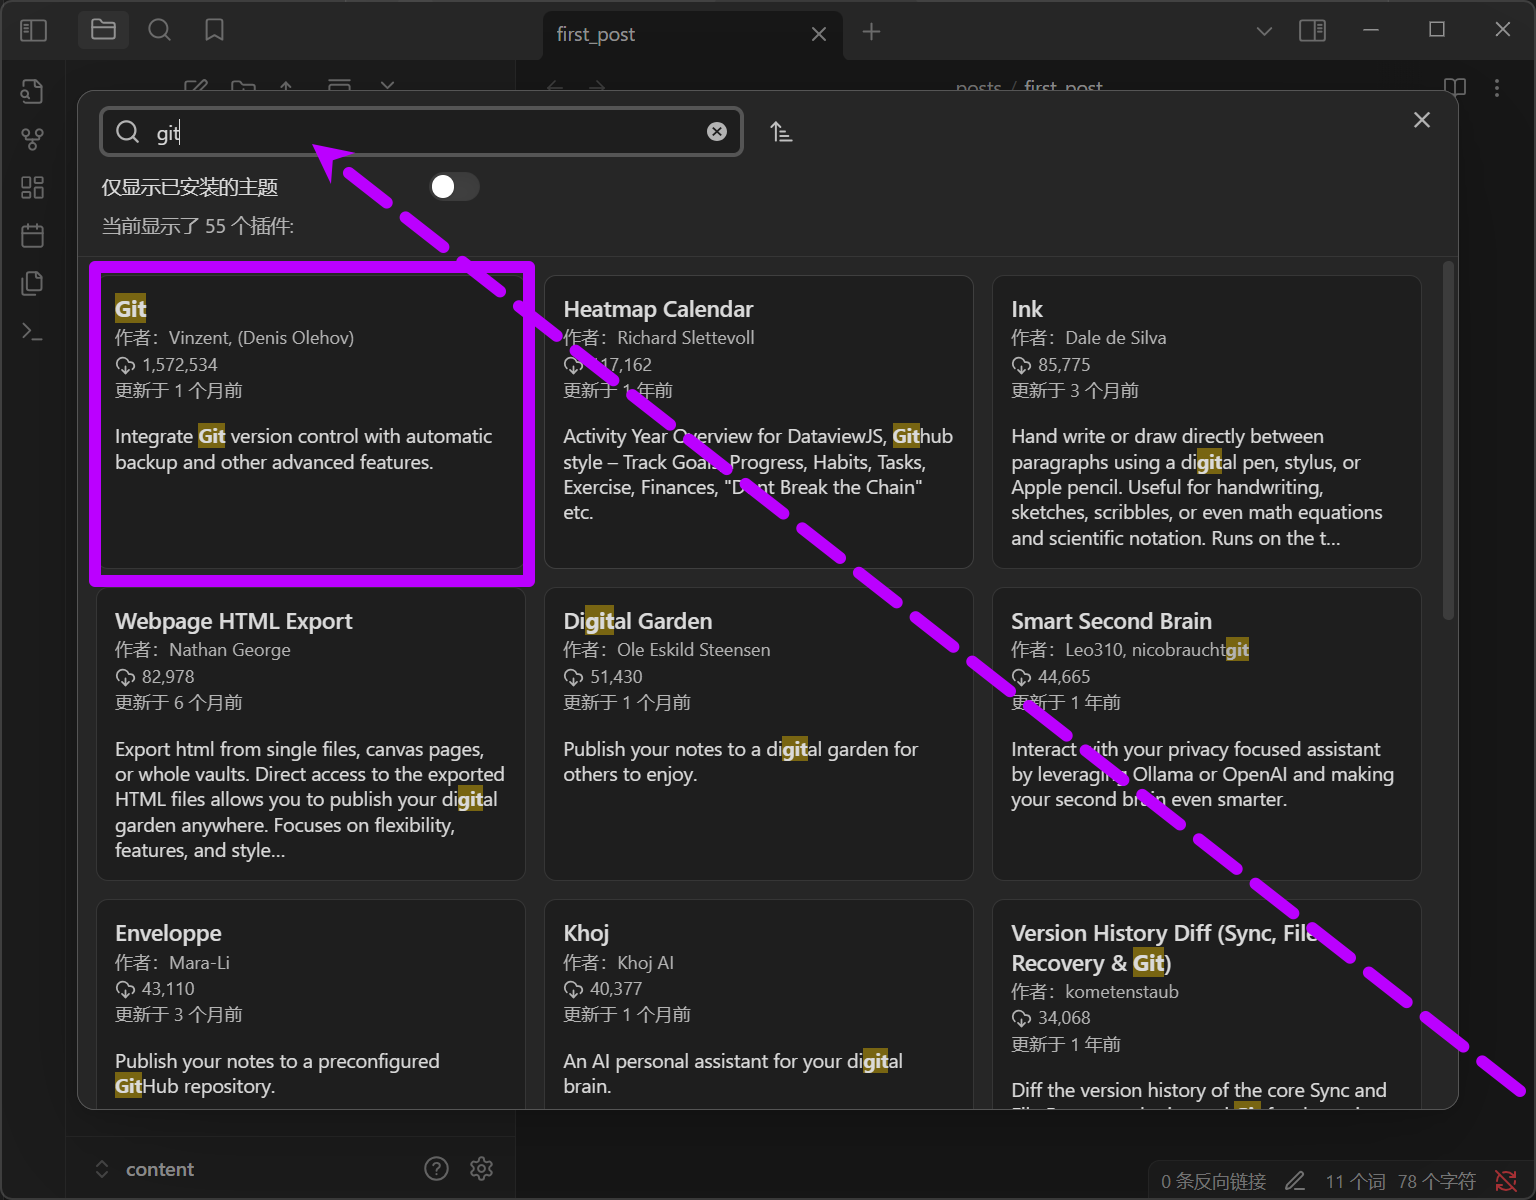 first_post
posts / first_post
git
仅显示已安装的主题
当前显示了 55 个插件:
Git
作者：Vinzent, (Denis Olehov)
1,572,534
更新于 1 个月前
Integrate Git version control with automatic
backup and other advanced features.
Heatmap Calendar
作者：Richard Slettevoll
117,162
更新于 1 年前
Activity Year Overview for DataviewJS, Github
style – Track Goals, Progress, Habits, Tasks,
Exercise, Finances, "Dont Break the Chain"
etc.
Ink
作者：Dale de Silva
85,775
更新于 3 个月前
Hand write or draw directly between
paragraphs using a digital pen, stylus, or
Apple pencil. Useful for handwriting,
sketches, scribbles, or even math equations
and scientific notation. Runs on the t...
Webpage HTML Export
作者：Nathan George
82,978
更新于 6 个月前
Export html from single files, canvas pages,
or whole vaults. Direct access to the exported
HTML files allows you to publish your digital
garden anywhere. Focuses on flexibility,
features, and style...
Digital Garden
作者：Ole Eskild Steensen
51,430
更新于 1 个月前
Publish your notes to a digital garden for
others to enjoy.
Smart Second Brain
作者：Leo310, nicobrauchtgit
44,665
更新于 1 年前
Interact with your privacy focused assistant
by leveraging Ollama or OpenAI and making
your second brain even smarter.
Enveloppe
作者：Mara-Li
43,110
更新于 3 个月前
Publish your notes to a preconfigured
GitHub repository.
Khoj
作者：Khoj AI
40,377
更新于 1 个月前
An AI personal assistant for your digital
brain.
Version History Diff (Sync, File
Recovery & Git)
作者：kometenstaub
34,068
更新于 1 年前
Diff the version history of the core Sync and
content
0 条反向链接
11 个词
78 个字符